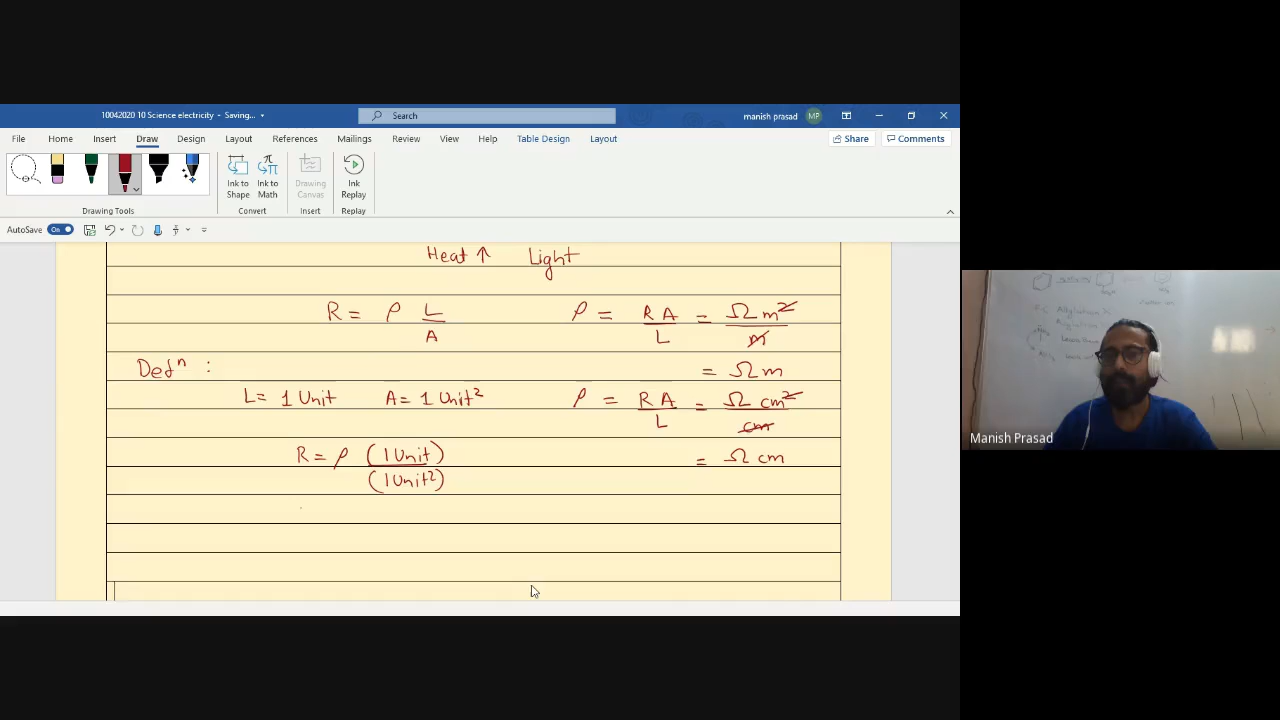 10042020 10 Science electricity - Saving...
Search
manish prasad MP
File Home Insert Draw Design Layout References Mailings Review View Help Table Design Layout
Share Comments
Ink to Shape
Ink to Math
Drawing Canvas
Ink Replay
Drawing Tools Convert Insert Replay
AutoSave On
Heat ↑ Light
R = ρ L/A ρ = RA/L = Ω m²/m
Defⁿ : = Ω m
L = 1 Unit A = 1 Unit² ρ = RA/L = Ω cm²/cm
R = ρ (1 Unit)/(1 Unit²) = Ω cm
Manish Prasad